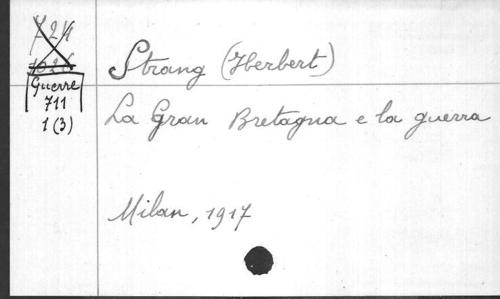 Strang (Herbert)
Guerre
711
1 (3)
La Gran Bretagna e la guerra
Milan, 1917